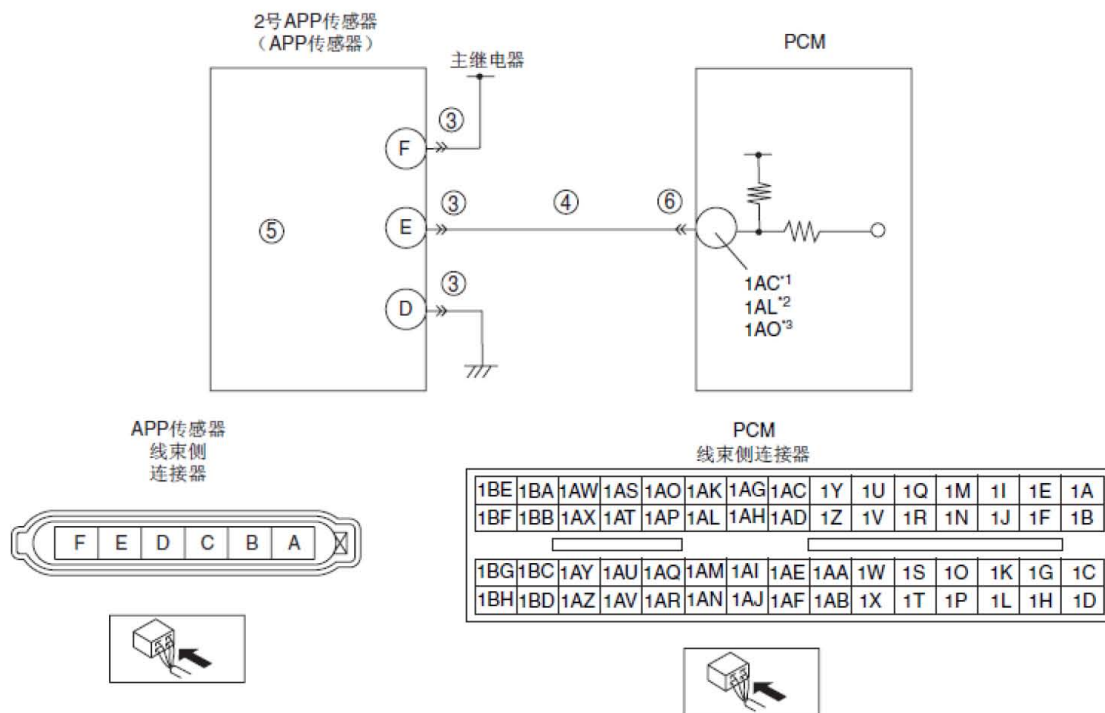 2号APP传感器
（APP传感器）
PCM
主继电器
③
F
③
④
⑥
⑤
E
③
D
1AC*1
1AL*2
1AO*3
APP传感器
线束侧
连接器
F E D C B A
PCM
线束侧连接器
1BE 1BA 1AW 1AS 1AO 1AK 1AG 1AC 1Y 1U 1Q 1M 1I 1E 1A
1BF 1BB 1AX 1AT 1AP 1AL 1AH 1AD 1Z 1V 1R 1N 1J 1F 1B
1BG 1BC 1AY 1AU 1AQ 1AM 1AI 1AE 1AA 1W 1S 1O 1K 1G 1C
1BH 1BD 1AZ 1AV 1AR 1AN 1AJ 1AF 1AB 1X 1T 1P 1L 1H 1D